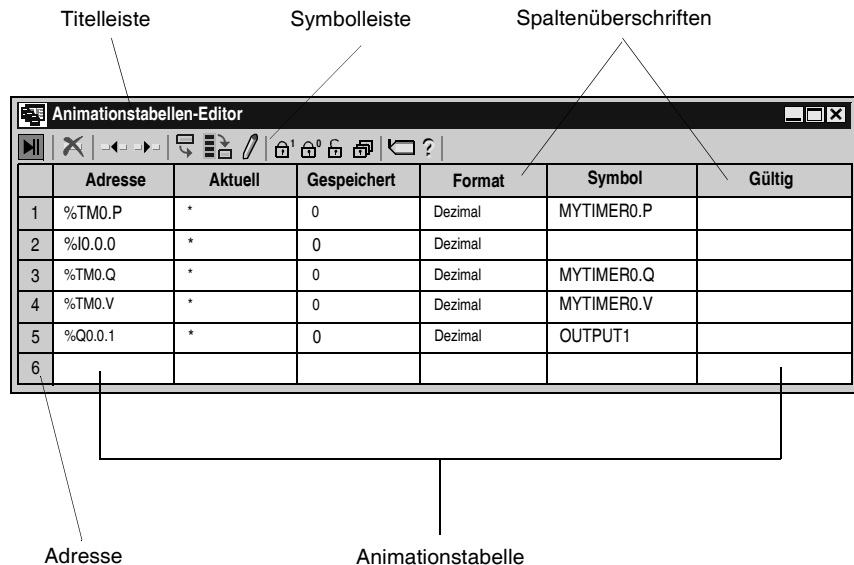 Titelleiste Symbolleiste Spaltenüberschriften
Animationstabellen-Editor
Adresse Aktuell Gespeichert Format Symbol Gültig
1 %TM0.P * 0 Dezimal MYTIMER0.P
2 %I0.0.0 * 0 Dezimal
3 %TM0.Q * 0 Dezimal MYTIMER0.Q
4 %TM0.V * 0 Dezimal MYTIMER0.V
5 %Q0.0.1 * 0 Dezimal OUTPUT1
6
Adresse Animationstabelle